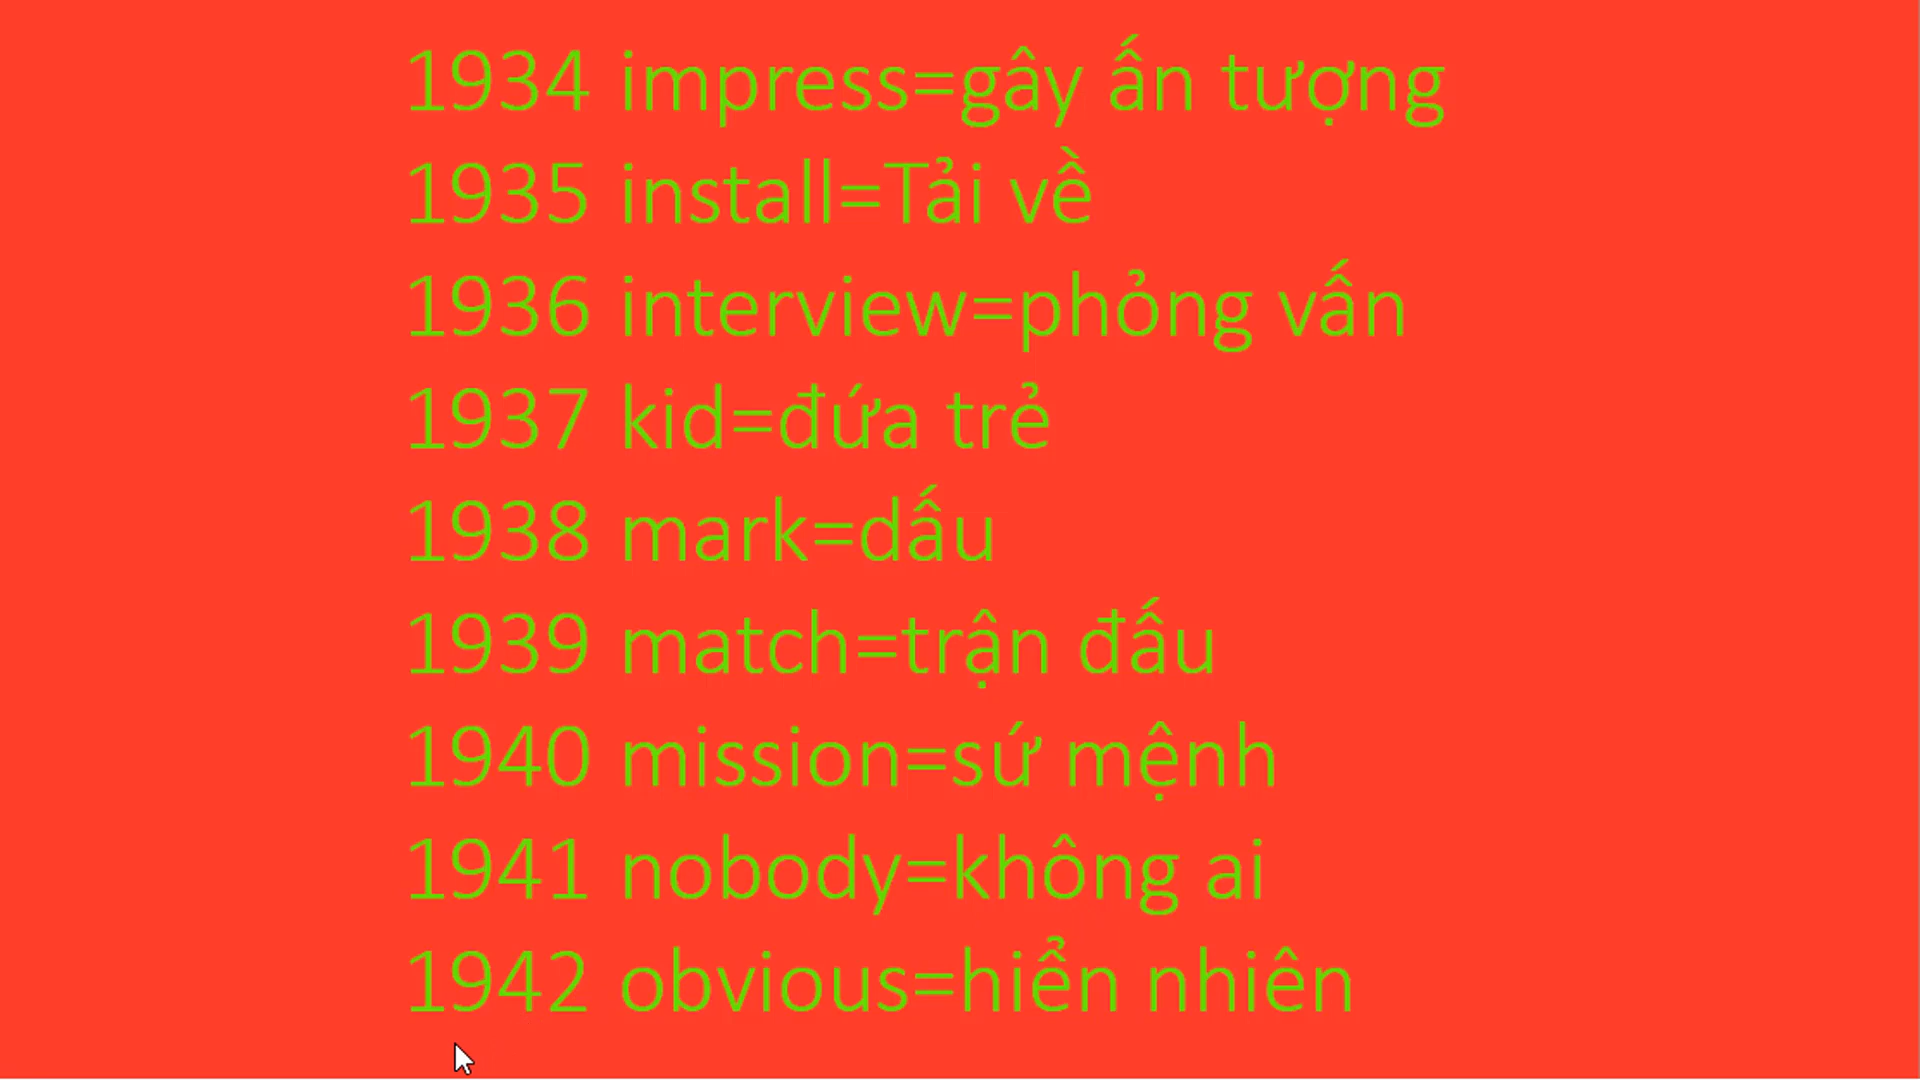 1934 impress=gây ấn tượng
1935 install=Tải về
1936 interview=phỏng vấn
1937 kid=đứa trẻ
1938 mark=dấu
1939 match=trận đấu
1940 mission=sứ mệnh
1941 nobody=không ai
1942 obvious=hiển nhiên